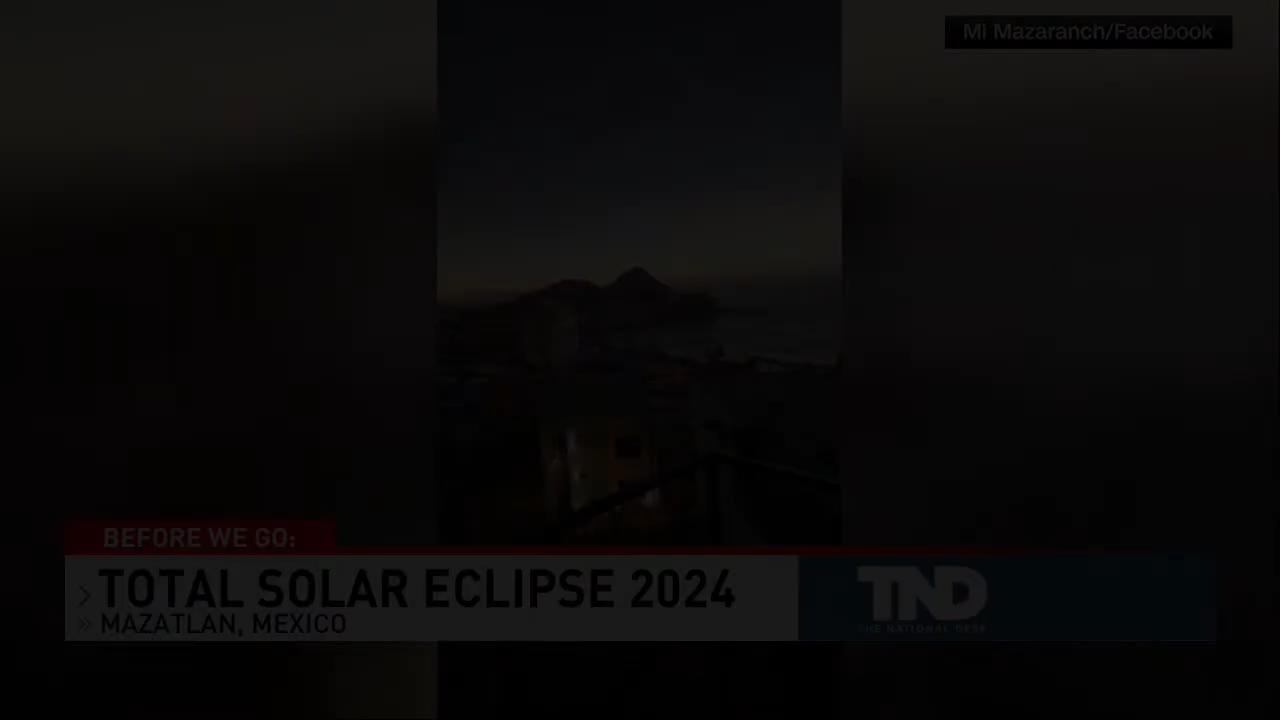 Mi Mazaranch/Facebook
BEFORE WE GO:
TOTAL SOLAR ECLIPSE 2024
MAZATLAN, MEXICO
TND
THE NATIONAL DESK